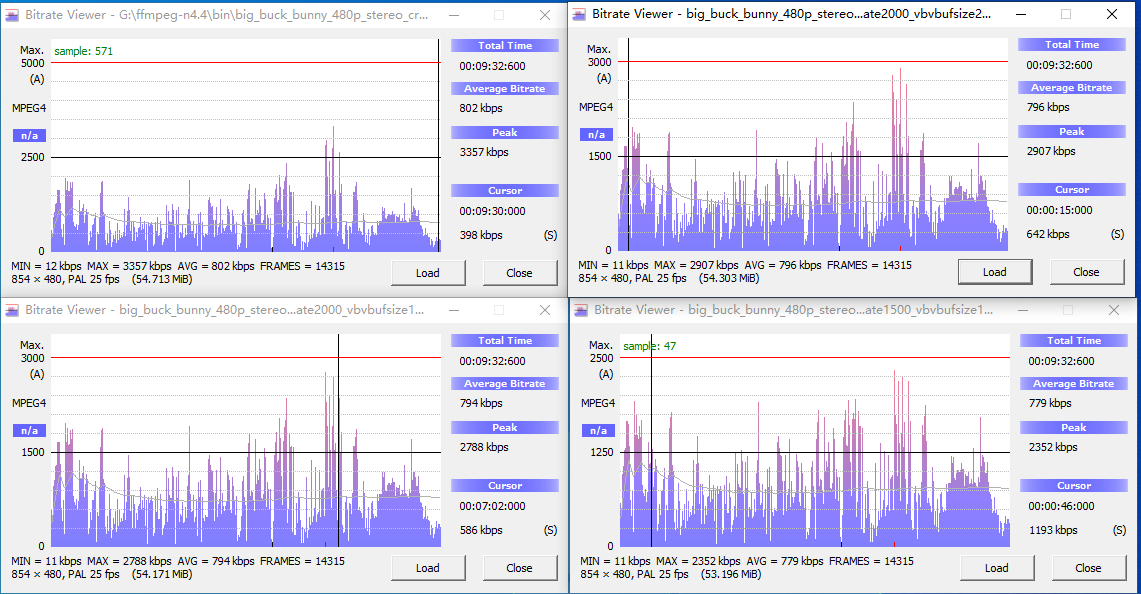 Bitrate Viewer - G:\ffmpeg-n4.4\bin\big_buck_bunny_480p_stereo_cr...
Max.
5000
(A)
MPEG4
n/a
2500
0
sample: 571
Total Time
00:09:32:600
Average Bitrate
802 kbps
Peak
3357 kbps
Cursor
00:09:30:000
398 kbps (S)
MIN = 12 kbps MAX = 3357 kbps AVG = 802 kbps FRAMES = 14315
854 × 480, PAL 25 fps (54.713 MiB)
Load
Close
Bitrate Viewer - big_buck_bunny_480p_stereo...ate2000_vbvbufsize2...
Max.
3000
(A)
MPEG4
n/a
1500
0
Total Time
00:09:32:600
Average Bitrate
796 kbps
Peak
2907 kbps
Cursor
00:00:15:000
642 kbps (S)
MIN = 11 kbps MAX = 2907 kbps AVG = 796 kbps FRAMES = 14315
854 × 480, PAL 25 fps (54.303 MiB)
Load
Close
Bitrate Viewer - big_buck_bunny_480p_stereo...ate2000_vbvbufsize1...
Max.
3000
(A)
MPEG4
n/a
1500
0
Total Time
00:09:32:600
Average Bitrate
794 kbps
Peak
2788 kbps
Cursor
00:07:02:000
586 kbps (S)
MIN = 11 kbps MAX = 2788 kbps AVG = 794 kbps FRAMES = 14315
854 × 480, PAL 25 fps (54.171 MiB)
Load
Close
Bitrate Viewer - big_buck_bunny_480p_stereo...ate1500_vbvbufsize1...
Max.
2500
(A)
MPEG4
n/a
1250
0
sample: 47
Total Time
00:09:32:600
Average Bitrate
779 kbps
Peak
2352 kbps
Cursor
00:00:46:000
1193 kbps (S)
MIN = 11 kbps MAX = 2352 kbps AVG = 779 kbps FRAMES = 14315
854 × 480, PAL 25 fps (53.196 MiB)
Load
Close